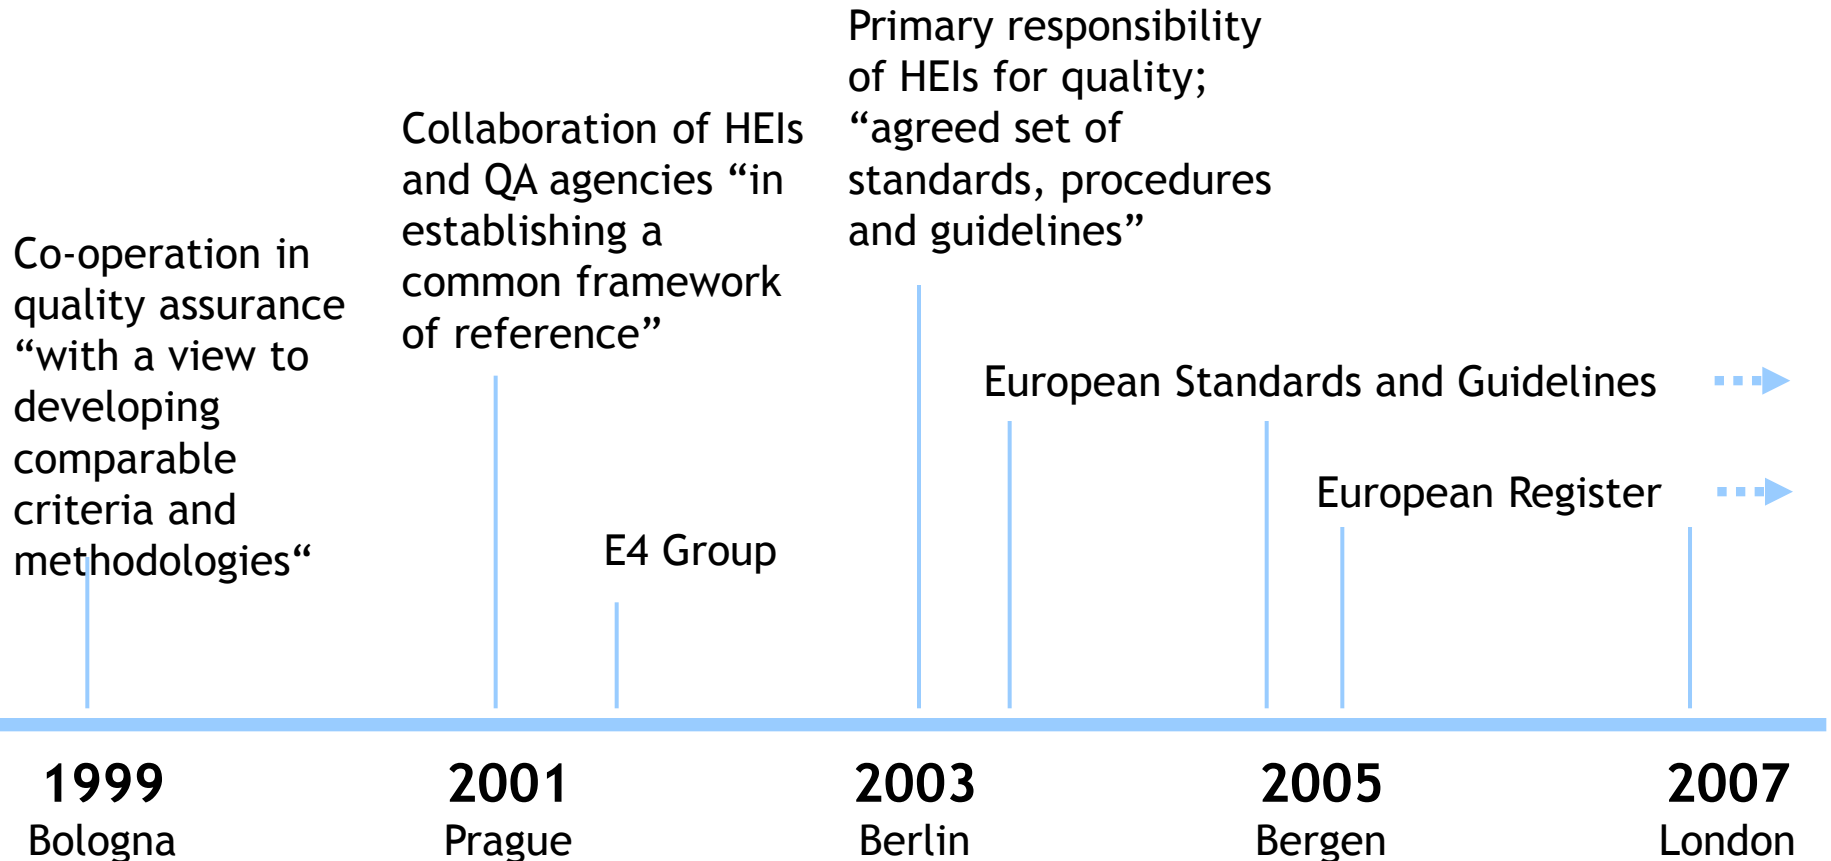 Co-operation in
quality assurance
“with a view to
developing
comparable
criteria and
methodologies“
Collaboration of HEIs
and QA agencies “in
establishing a
common framework
of reference”
E4 Group
Primary responsibility
of HEIs for quality;
“agreed set of
standards, procedures
and guidelines”
European Standards and Guidelines
European Register
1999
Bologna
2001
Prague
2003
Berlin
2005
Bergen
2007
London